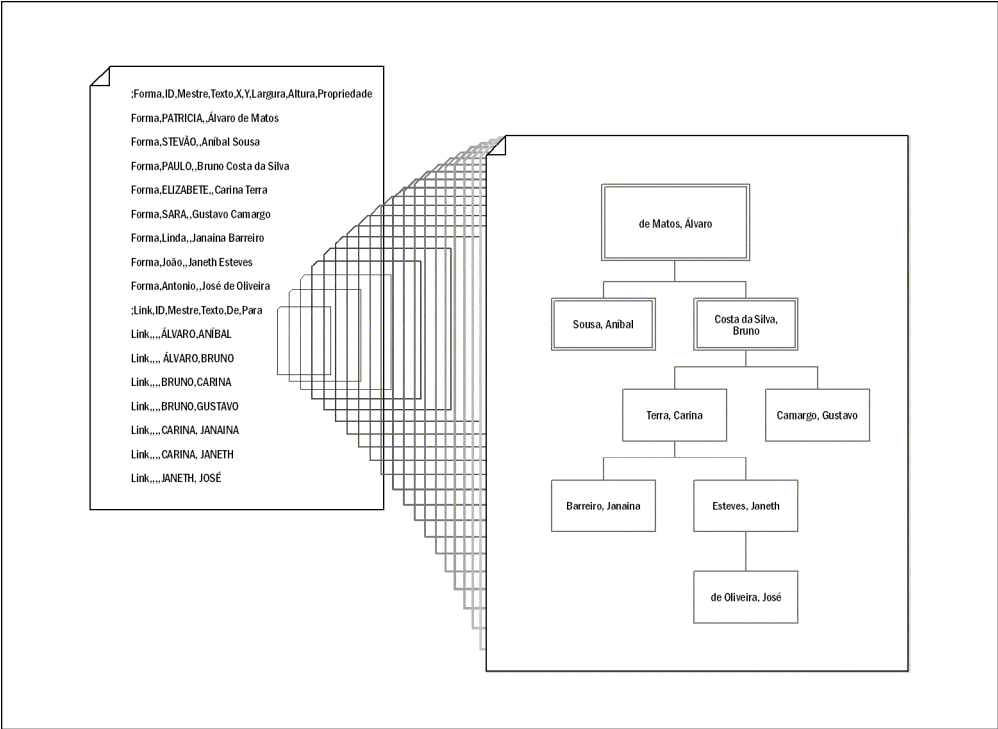 ;Forma,ID,Mestre,Texto,X,Y,Largura,Altura,Propriedade
Forma,PATRICIA,,Álvaro de Matos
Forma,STEVÃO,,Aníbal Sousa
Forma,PAULO,,Bruno Costa da Silva
Forma,ELIZABETE,,Carina Terra
Forma,SARA,,Gustavo Camargo
Forma,Linda,,Janaina Barreiro
Forma,João,,Janeth Esteves
Forma,Antonio,,José de Oliveira
;Link,ID,Mestre,Texto,De,Para
Link,,,,ÁLVARO,ANÍBAL
Link,,,, ÁLVARO,BRUNO
Link,,,,BRUNO,CARINA
Link,,,,BRUNO,GUSTAVO
Link,,,,CARINA, JANAINA
Link,,,,CARINA, JANETH
Link,,,,JANETH, JOSÉ
de Matos, Álvaro
Sousa, Aníbal
Costa da Silva,
Bruno
Terra, Carina
Camargo, Gustavo
Barreiro, Janaina
Esteves, Janeth
de Oliveira, José